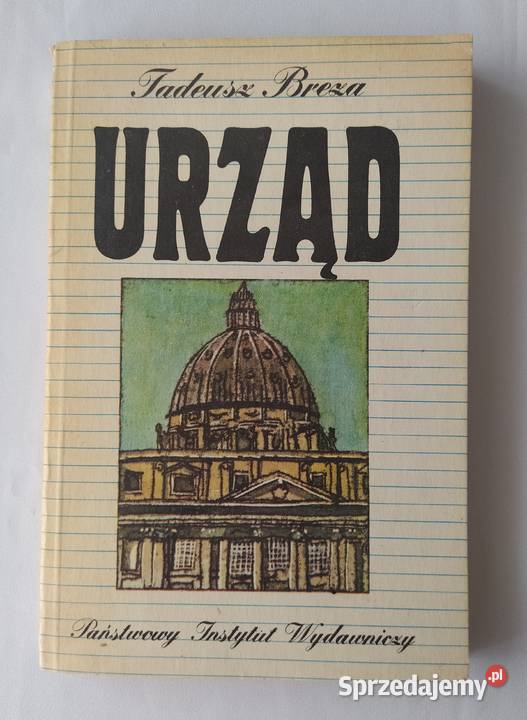 Tadeusz Breza
URZĄD
Państwowy Instytut Wydawniczy
Sprzedajemy.pl